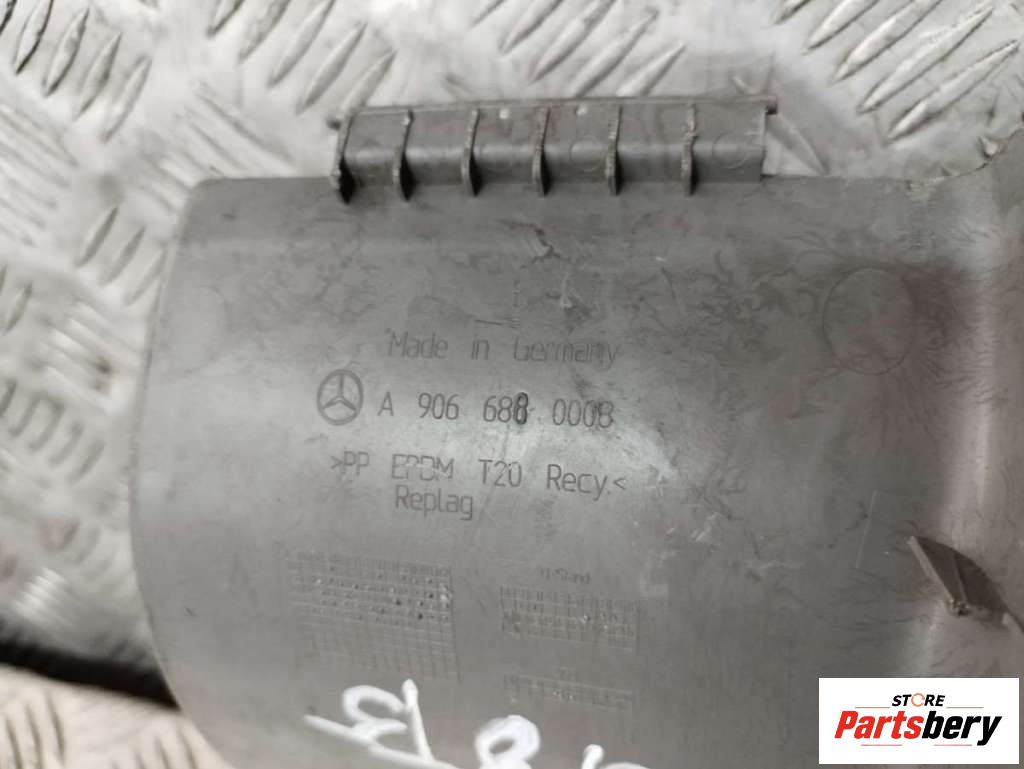 Made in Germany
A 906 688 0008
>PP EPDM T20 Recy.<
Replag
STORE
Partsbery